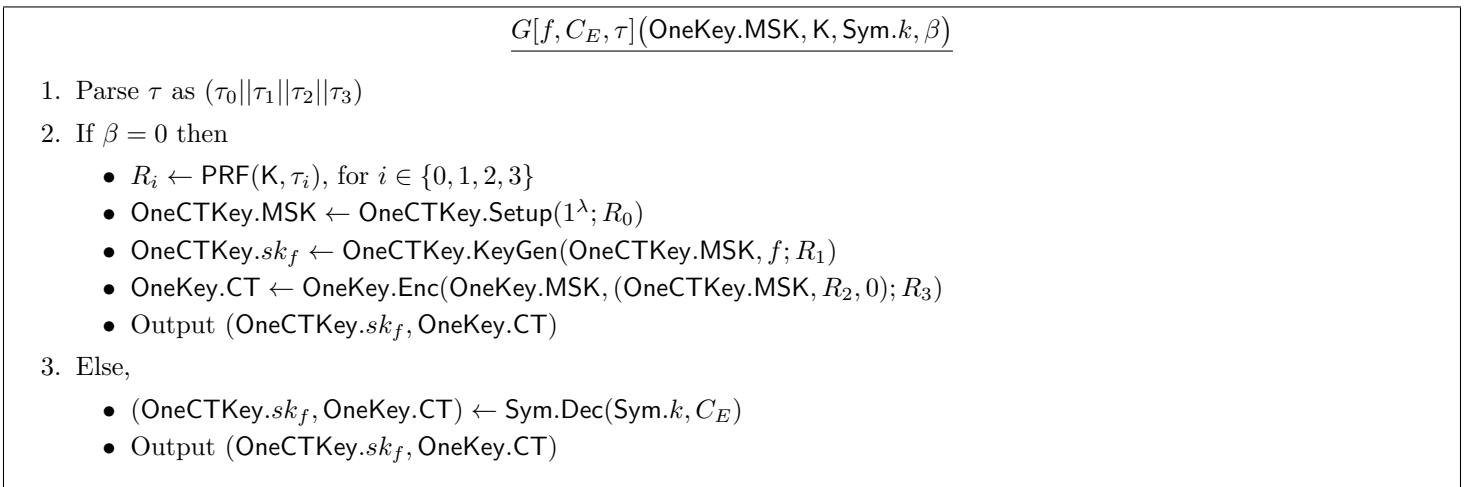 G[f, C_E, τ](OneKey.MSK, K, Sym.k, β)
1. Parse τ as (τ_0||τ_1||τ_2||τ_3)
2. If β = 0 then
• R_i ← PRF(K, τ_i), for i ∈ {0, 1, 2, 3}
• OneCTKey.MSK ← OneCTKey.Setup(1^λ; R_0)
• OneCTKey.sk_f ← OneCTKey.KeyGen(OneCTKey.MSK, f; R_1)
• OneKey.CT ← OneKey.Enc(OneKey.MSK, (OneCTKey.MSK, R_2, 0); R_3)
• Output (OneCTKey.sk_f, OneKey.CT)
3. Else,
• (OneCTKey.sk_f, OneKey.CT) ← Sym.Dec(Sym.k, C_E)
• Output (OneCTKey.sk_f, OneKey.CT)